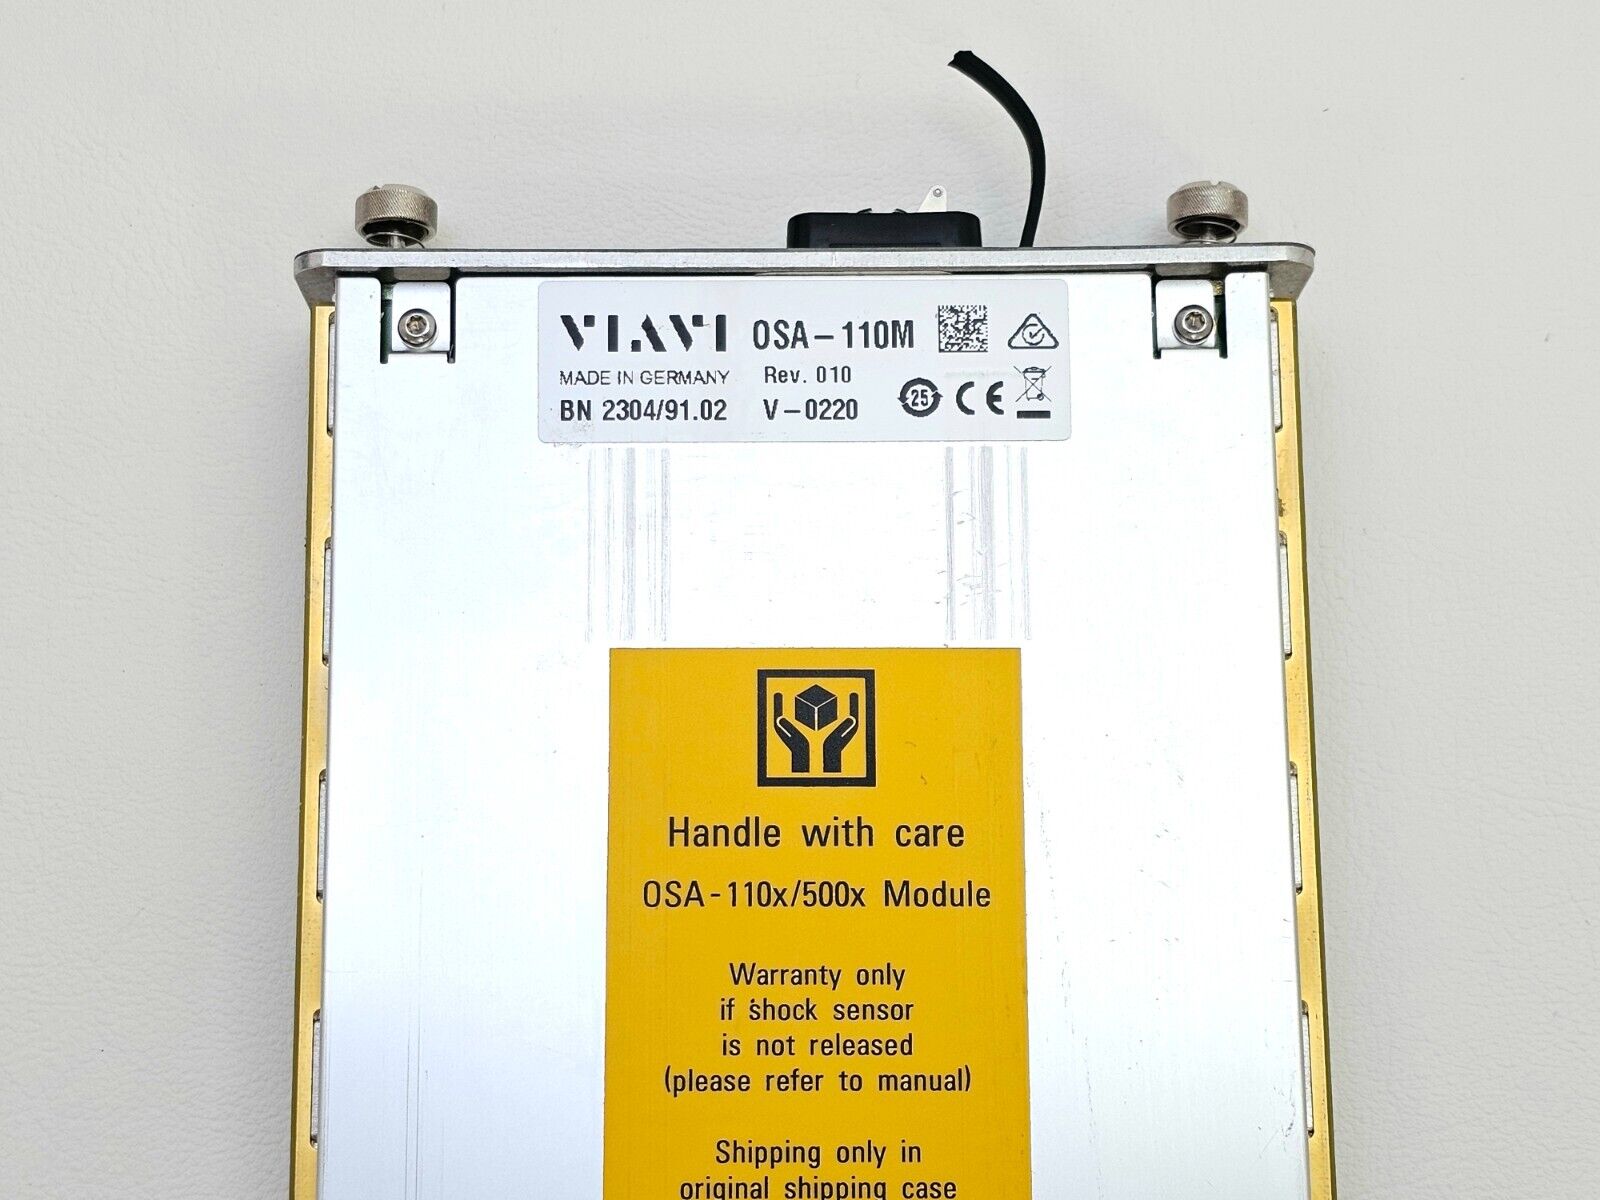 VIAVI OSA-110M
MADE IN GERMANY Rev. 010
BN 2304/91.02 V-0220
25 CE
Handle with care
OSA-110x/500x Module
Warranty only
if shock sensor
is not released
(please refer to manual)
Shipping only in
original shipping case